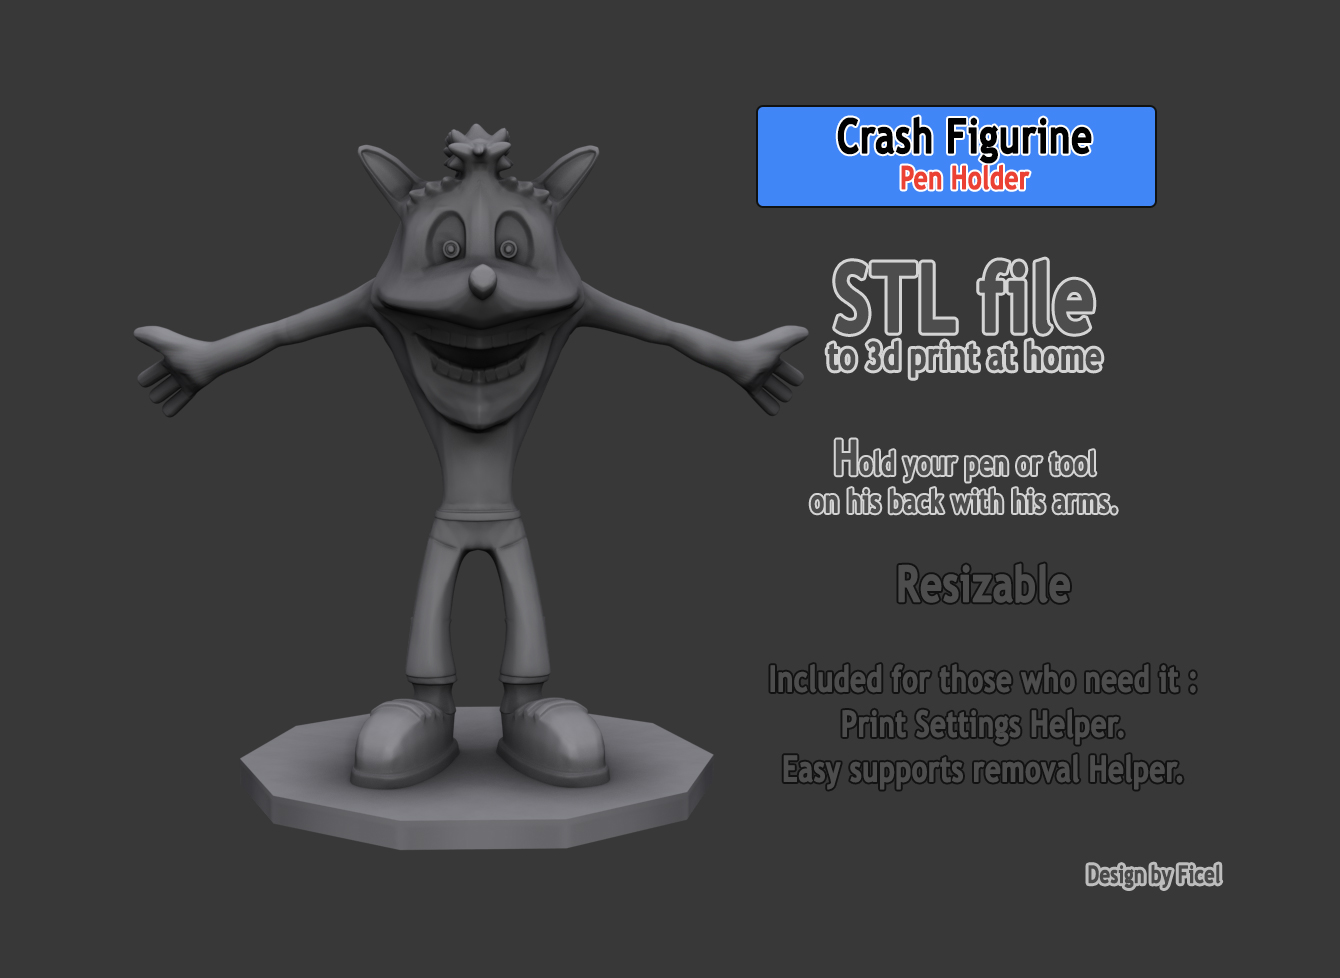 Crash Figurine
Pen Holder
STL file
to 3d print at home
Hold your pen or tool
on his back with his arms.
Resizable
Included for those who need it :
Print Settings Helper.
Easy supports removal Helper.
Design by Ficel